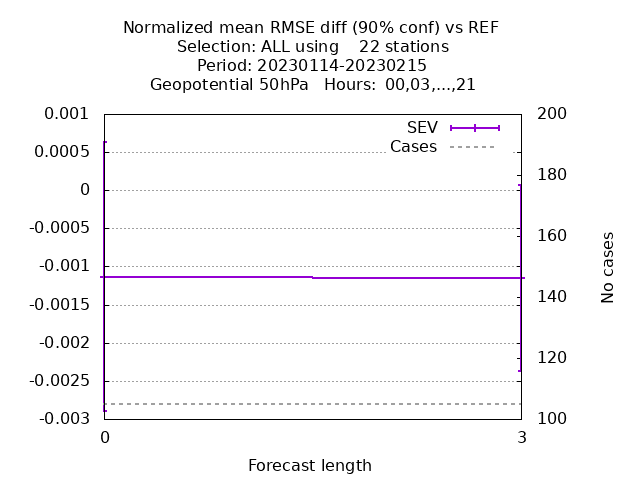 Normalized mean RMSE diff (90% conf) vs REF
Selection: ALL using    22 stations
Period: 20230114-20230215
Geopotential 50hPa   Hours:  00,03,...,21
0.001
0.0005
0
-0.0005
-0.001
-0.0015
-0.002
-0.0025
-0.003
SEV
Cases
200
180
160
140
120
100
No cases
0
3
Forecast length